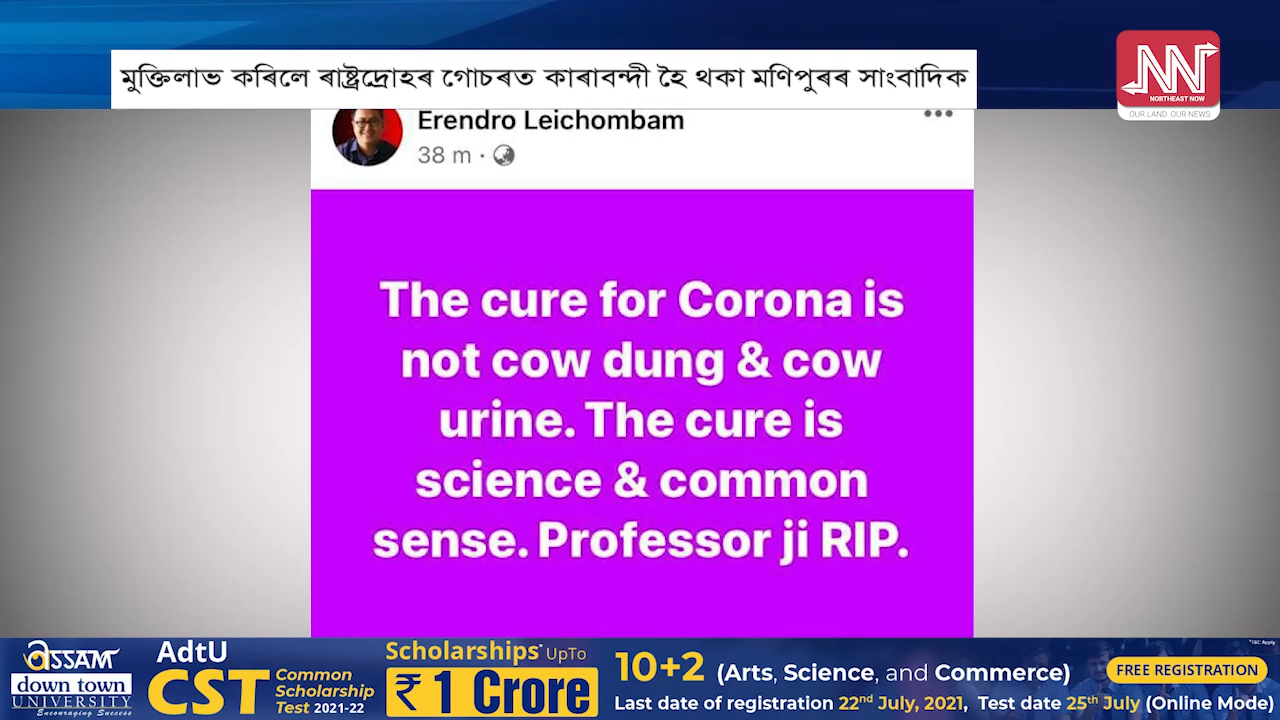 মুক্তিলাভ কৰিলে ৰাষ্ট্ৰদ্ৰোহৰ গোচৰত কাৰাবন্দী হৈ থকা মণিপুৰৰ সাংবাদিক
NN
NORTHEAST NOW
OUR LAND. OUR NEWS
Erendro Leichombam
38 m ·
The cure for Corona is
not cow dung & cow
urine. The cure is
science & common
sense. Professor ji RIP.
assam
down town
UNIVERSITY
Encouraging Success
AdtU
CST
Common
Scholarship
Test 2021-22
Scholarships* UpTo
₹ 1 Crore
10+2 (Arts, Science, and Commerce)
Last date of registration 22nd July, 2021, Test date 25th July (Online Mode)
FREE REGISTRATION
*T&C Apply